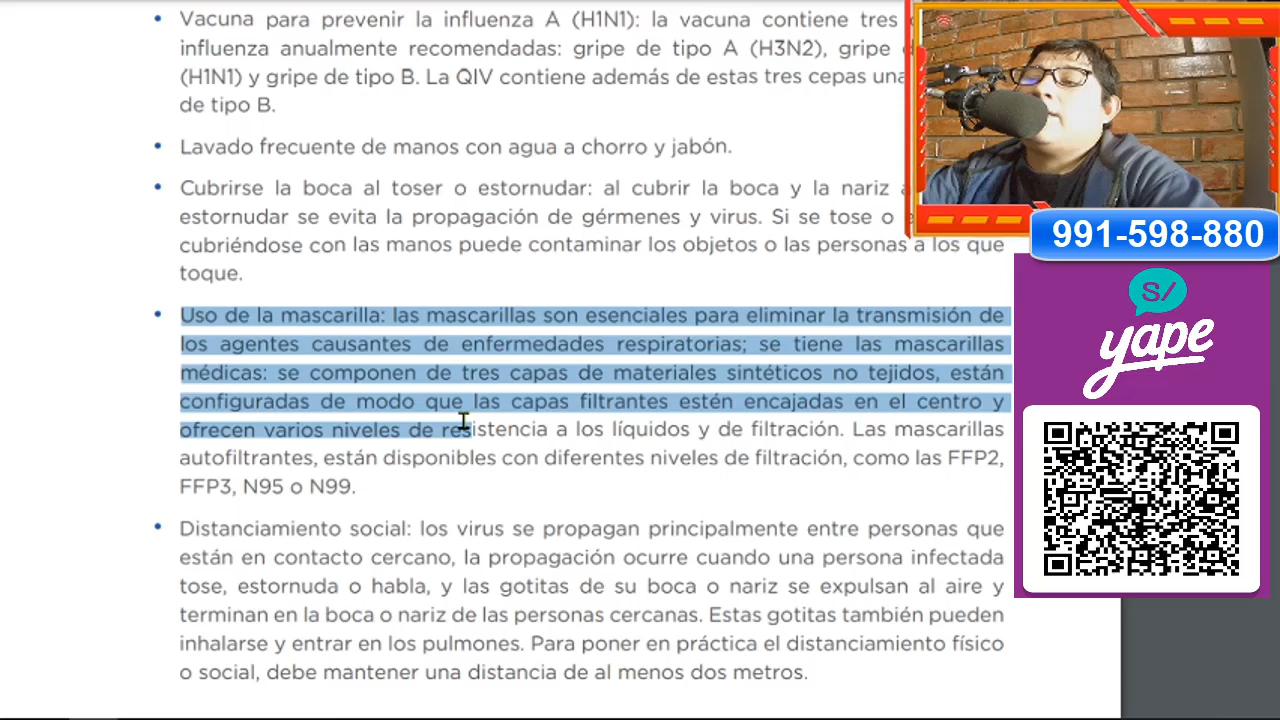 • Vacuna para prevenir la influenza A (H1N1): la vacuna contiene tres
influenza anualmente recomendadas: gripe de tipo A (H3N2), gripe
(H1N1) y gripe de tipo B. La QIV contiene además de estas tres cepas una
de tipo B.
• Lavado frecuente de manos con agua a chorro y jabón.
• Cubrirse la boca al toser o estornudar: al cubrir la boca y la nariz
estornudar se evita la propagación de gérmenes y virus. Si se tose o
cubriéndose con las manos puede contaminar los objetos o las personas a los que
toque.
• Uso de la mascarilla: las mascarillas son esenciales para eliminar la transmisión de
los agentes causantes de enfermedades respiratorias; se tiene las mascarillas
médicas: se componen de tres capas de materiales sintéticos no tejidos, están
configuradas de modo que las capas filtrantes estén encajadas en el centro y
ofrecen varios niveles de resistencia a los líquidos y de filtración. Las mascarillas
autofiltrantes, están disponibles con diferentes niveles de filtración, como las FFP2,
FFP3, N95 o N99.
• Distanciamiento social: los virus se propagan principalmente entre personas que
están en contacto cercano, la propagación ocurre cuando una persona infectada
tose, estornuda o habla, y las gotitas de su boca o nariz se expulsan al aire y
terminan en la boca o nariz de las personas cercanas. Estas gotitas también pueden
inhalarse y entrar en los pulmones. Para poner en práctica el distanciamiento físico
o social, debe mantener una distancia de al menos dos metros.
991-598-880
S/
yape